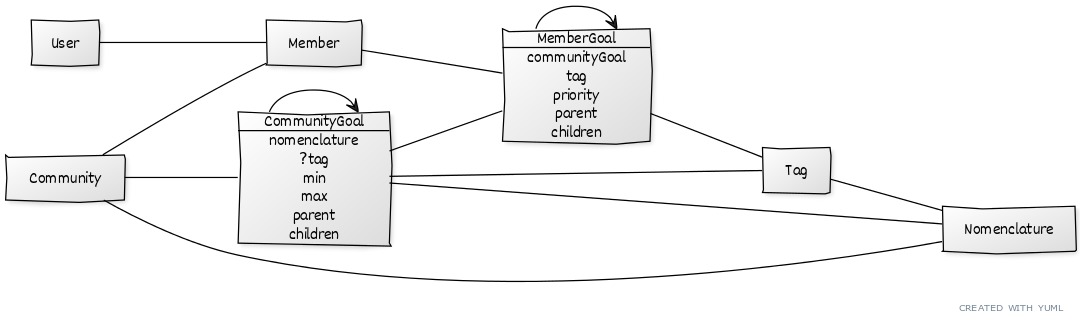 User
Member
MemberGoal
communityGoal
tag
priority
parent
children
CommunityGoal
nomenclature
?tag
min
max
parent
children
Community
Tag
Nomenclature
CREATED WITH YUML